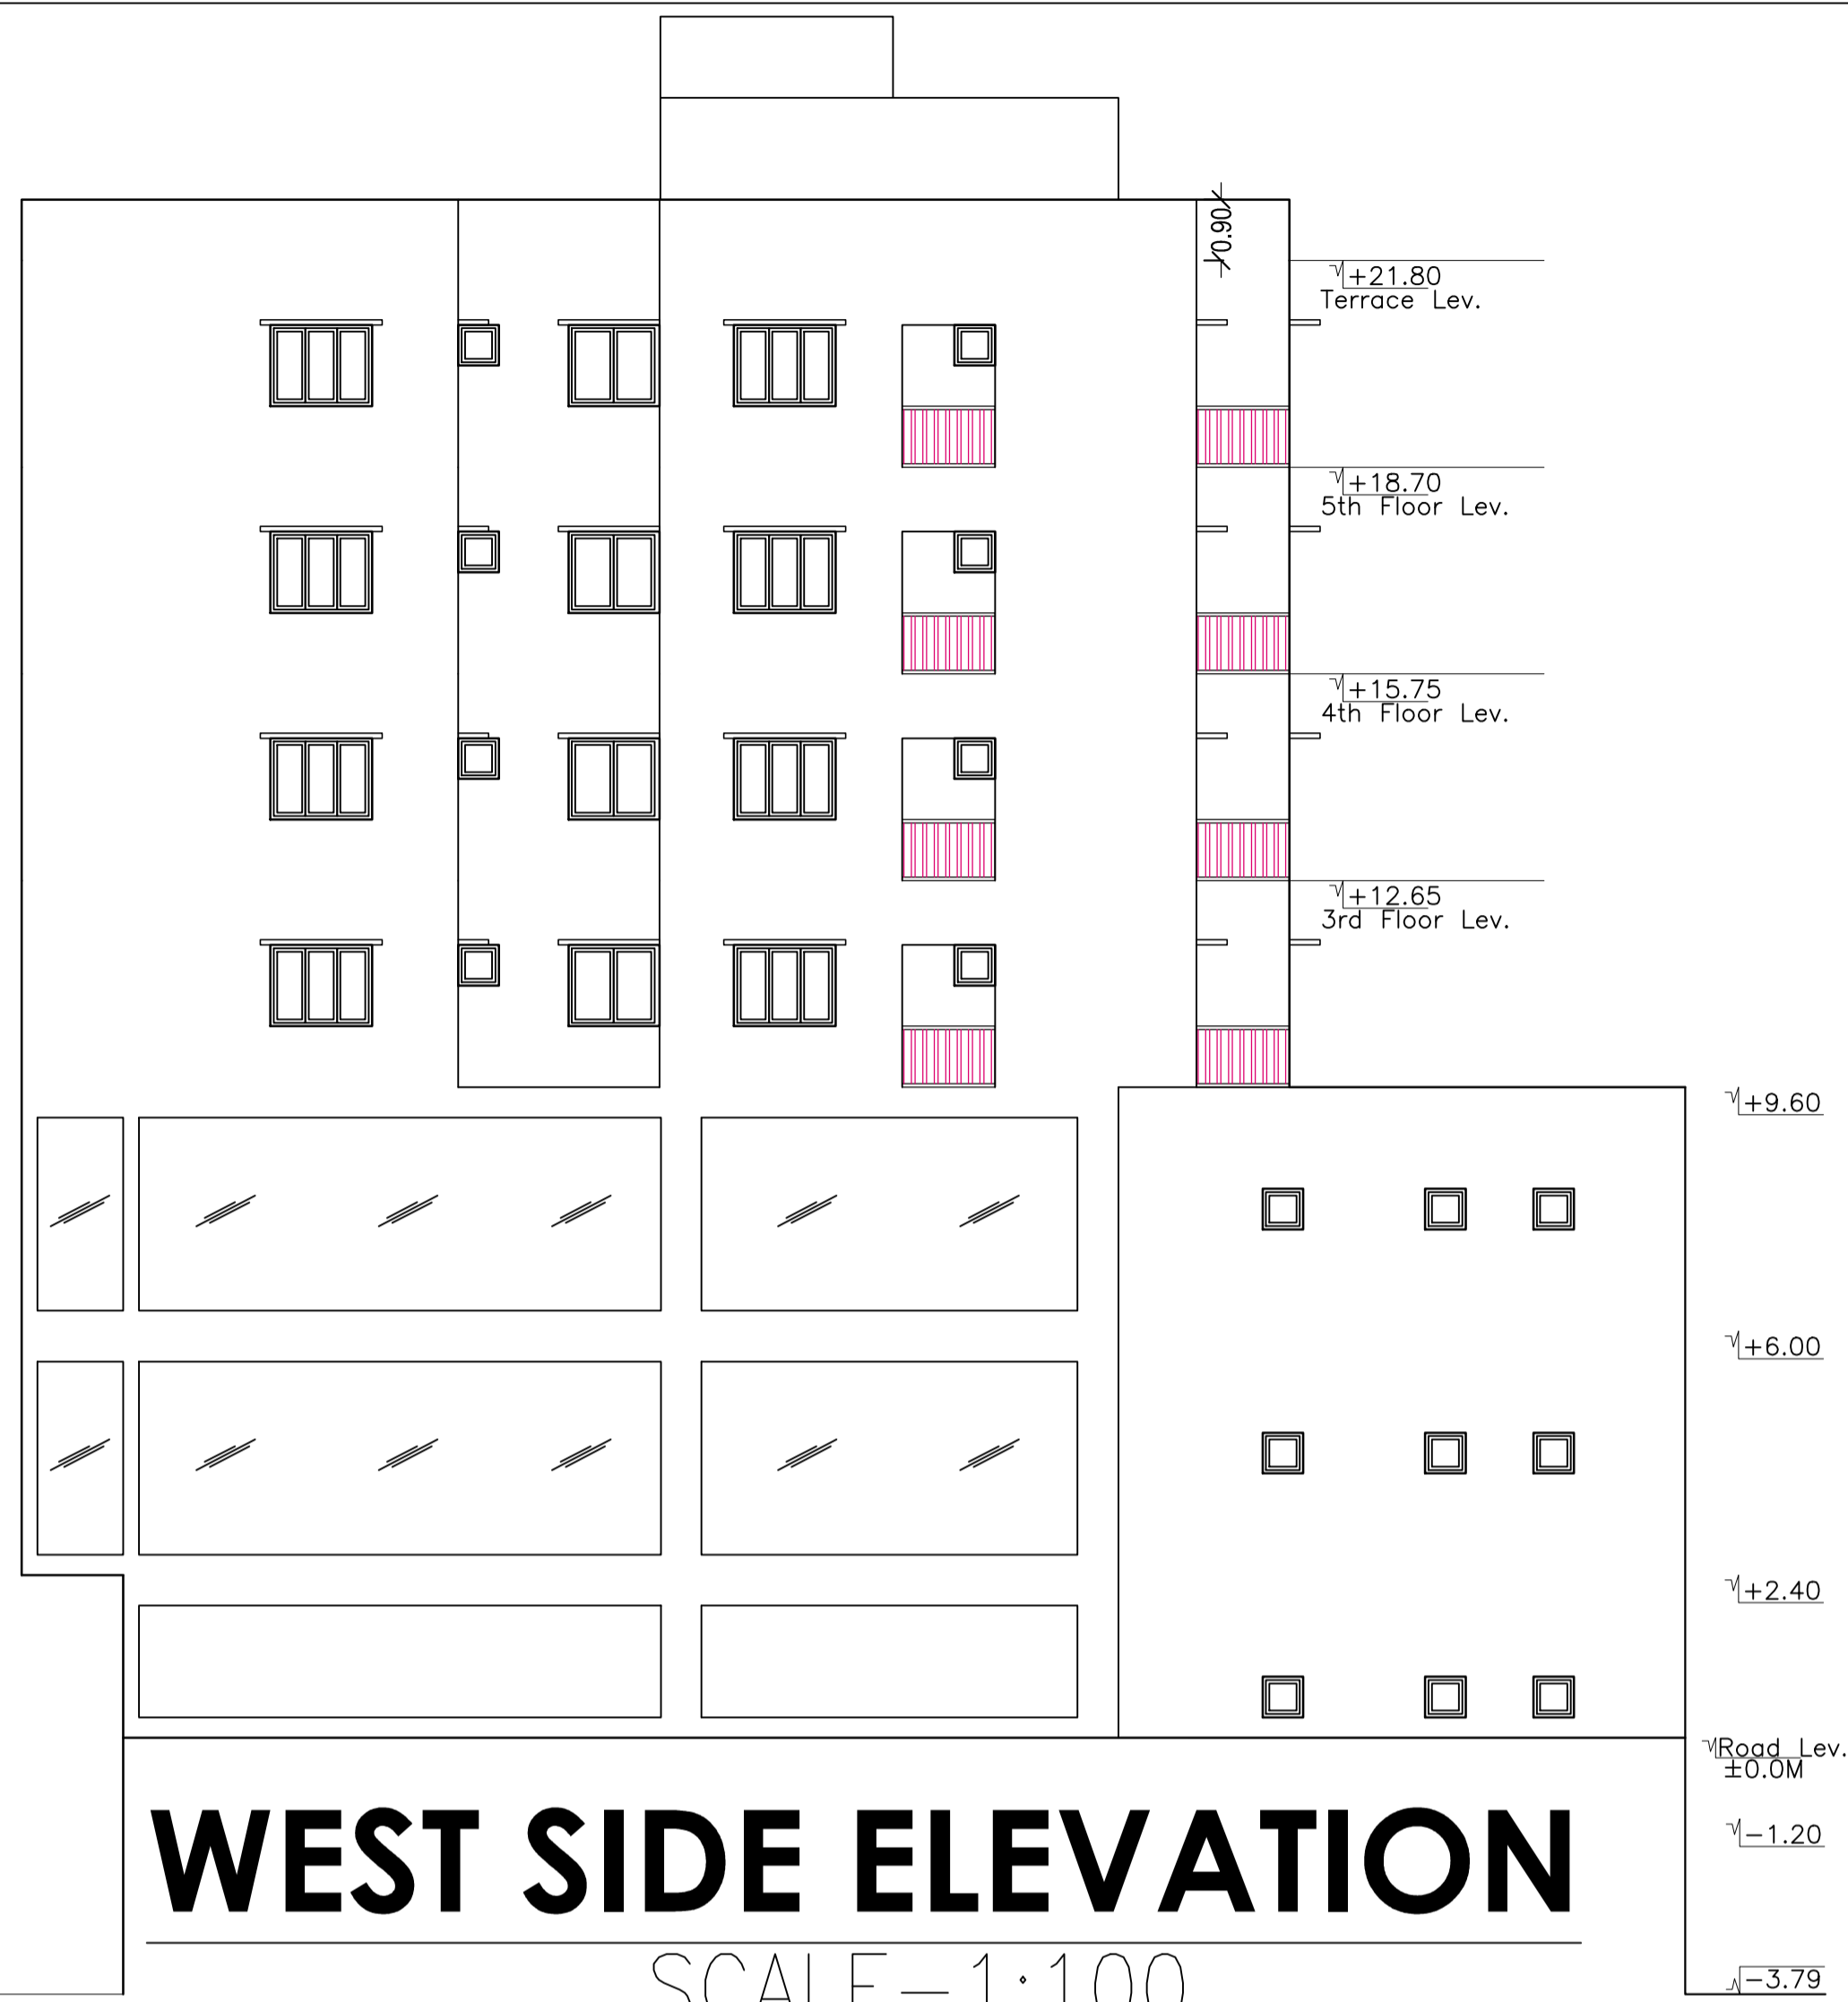 0.90
+21.80
Terrace Lev.
+18.70
5th Floor Lev.
+15.75
4th Floor Lev.
+12.65
3rd Floor Lev.
+9.60
+6.00
+2.40
Road Lev.
±0.0M
-1.20
WEST SIDE ELEVATION
SCALE-1:100
-3.79